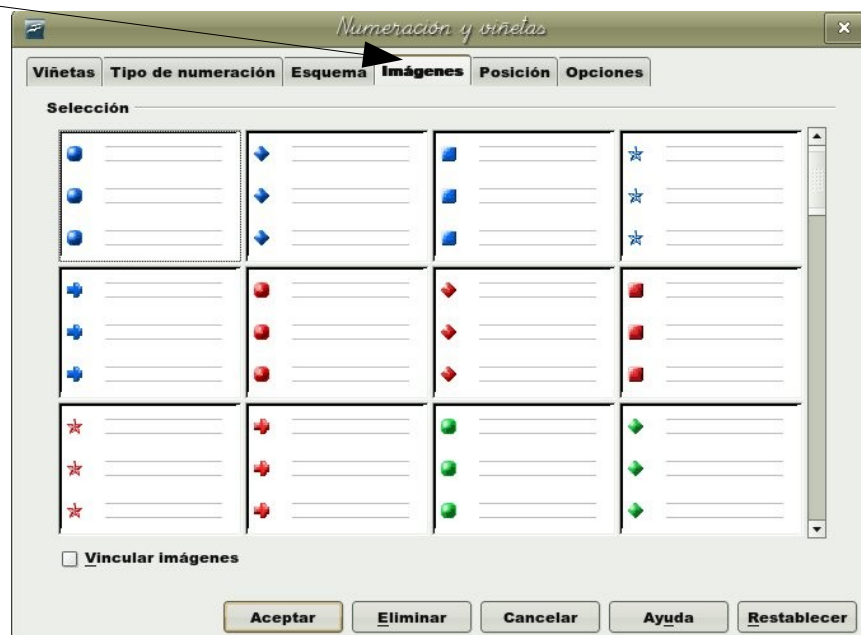 Numeración y viñetas
Viñetas Tipo de numeración Esquema Imágenes Posición Opciones
Selección
Vincular imágenes
Aceptar Eliminar Cancelar Ayuda Restablecer